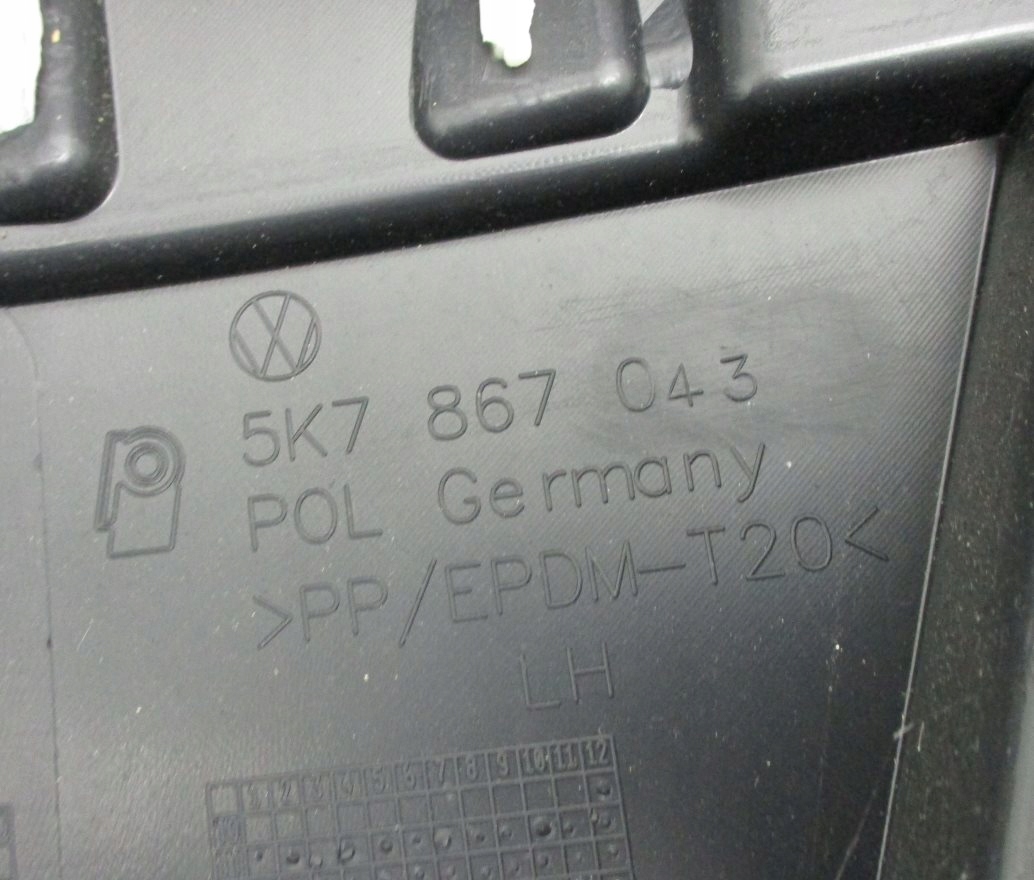 5K7 867 043
POL Germany
>PP/EPDM-T20<
LH
1 2 3 4 5 6 7 8 9 10 11 12